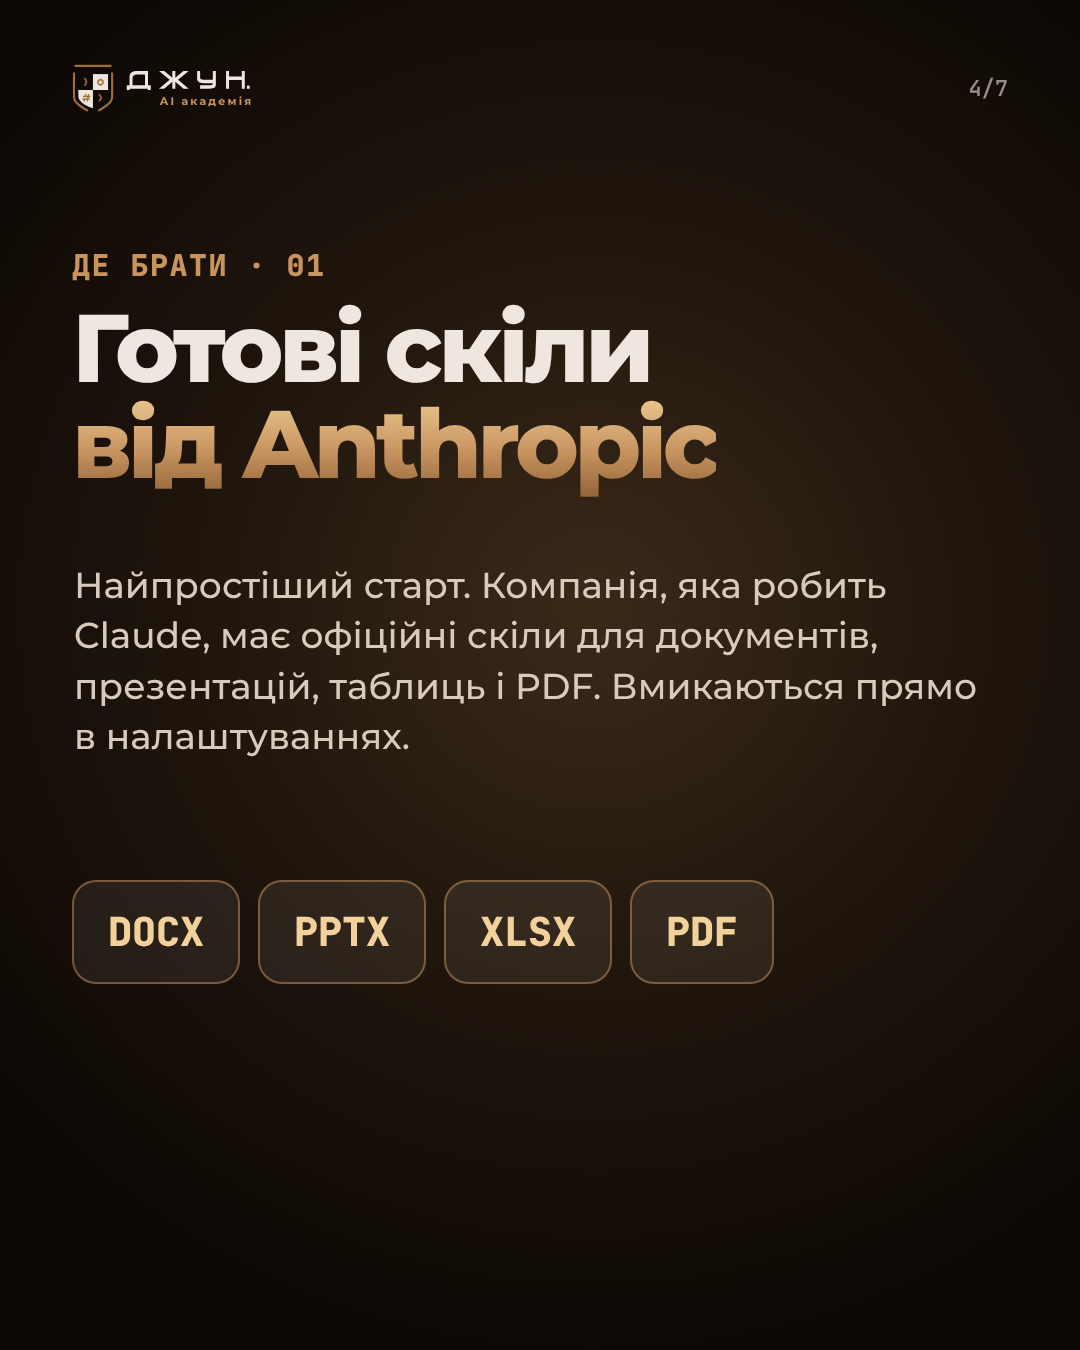 ДЖУН.
AI академія
4/7
ДЕ БРАТИ · 01
Готові скіли
від Anthropic
Найпростіший старт. Компанія, яка робить
Claude, має офіційні скіли для документів,
презентацій, таблиць і PDF. Вмикаються прямо
в налаштуваннях.
DOCX PPTX XLSX PDF